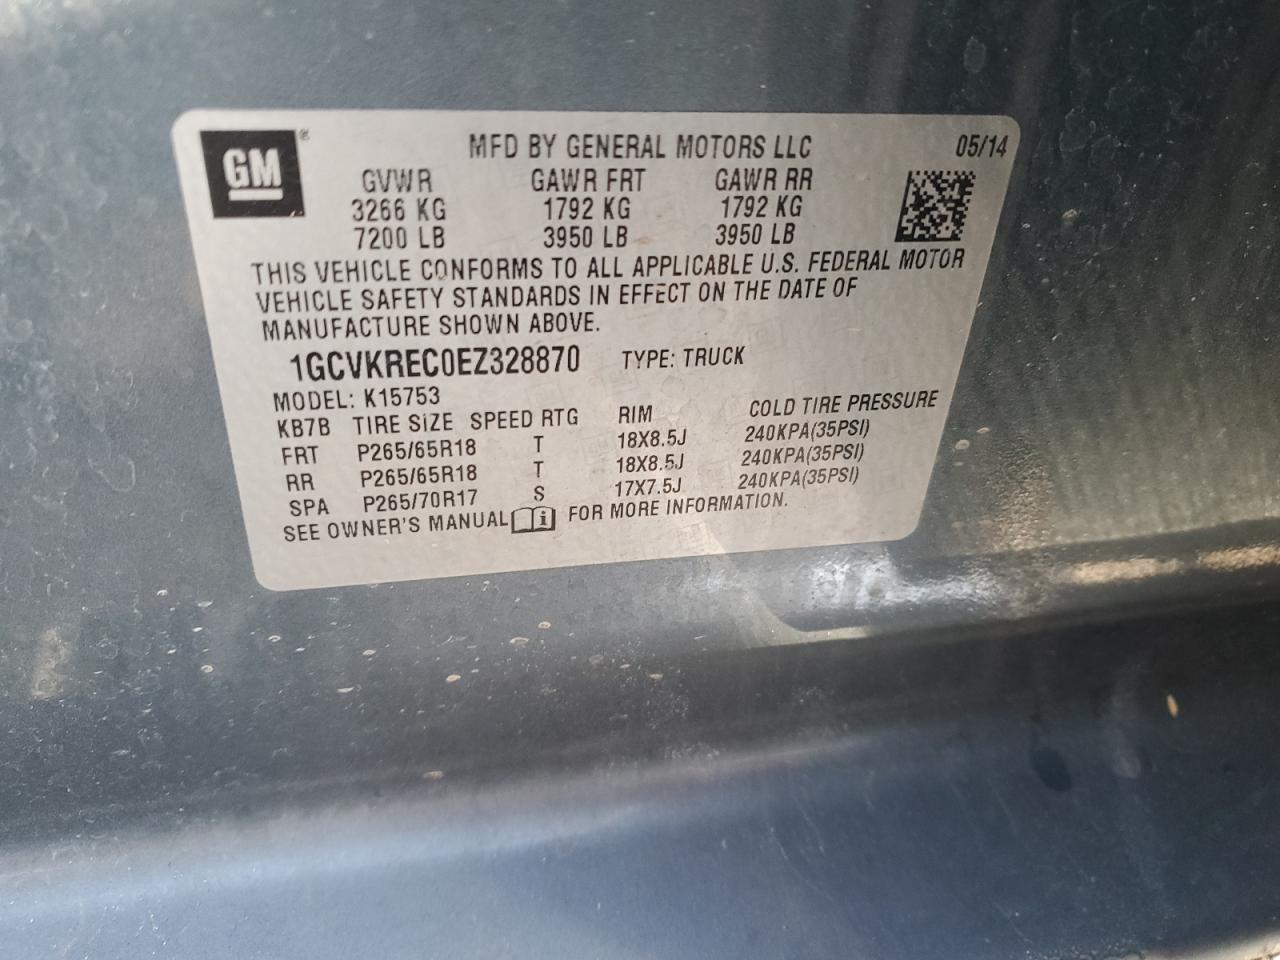 GM®
MFD BY GENERAL MOTORS LLC 05/14
GVWR GAWR FRT GAWR RR
3266 KG 1792 KG 1792 KG
7200 LB 3950 LB 3950 LB
THIS VEHICLE CONFORMS TO ALL APPLICABLE U.S. FEDERAL MOTOR
VEHICLE SAFETY STANDARDS IN EFFECT ON THE DATE OF
MANUFACTURE SHOWN ABOVE.
1GCVKREC0EZ328870 TYPE: TRUCK
MODEL: K15753
KB7B TIRE SIZE SPEED RTG RIM COLD TIRE PRESSURE
FRT P265/65R18 T 18X8.5J 240KPA(35PSI)
RR P265/65R18 T 18X8.5J 240KPA(35PSI)
SPA P265/70R17 S 17X7.5J 240KPA(35PSI)
SEE OWNER'S MANUAL i FOR MORE INFORMATION.